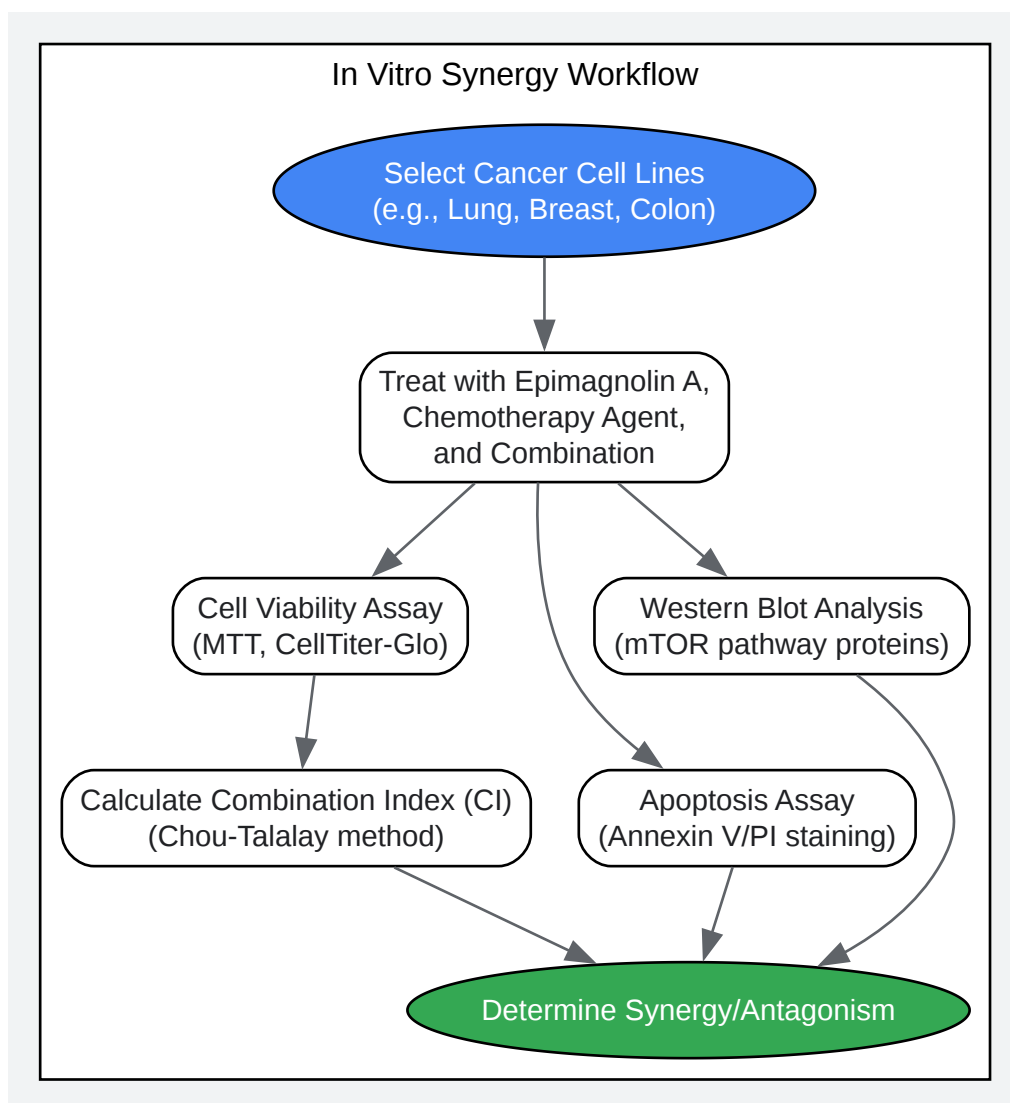 In Vitro Synergy Workflow
Select Cancer Cell Lines
(e.g., Lung, Breast, Colon)
Treat with Epimagnolin A,
Chemotherapy Agent,
and Combination
Cell Viability Assay
(MTT, CellTiter-Glo)
Western Blot Analysis
(mTOR pathway proteins)
Calculate Combination Index (CI)
(Chou-Talalay method)
Apoptosis Assay
(Annexin V/PI staining)
Determine Synergy/Antagonism